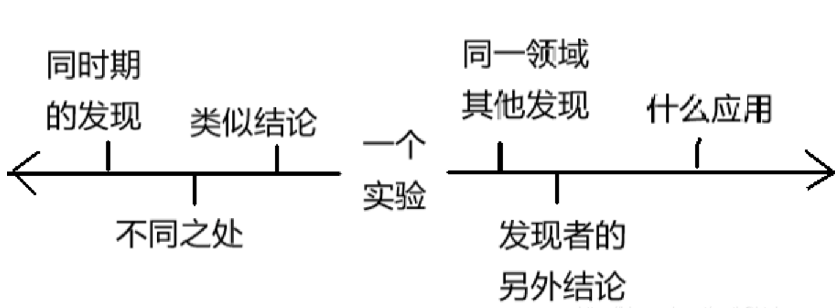 同时期
的发现
类似结论
不同之处
一个
实验
同一领域
其他发现
什么应用
发现者的
另外结论